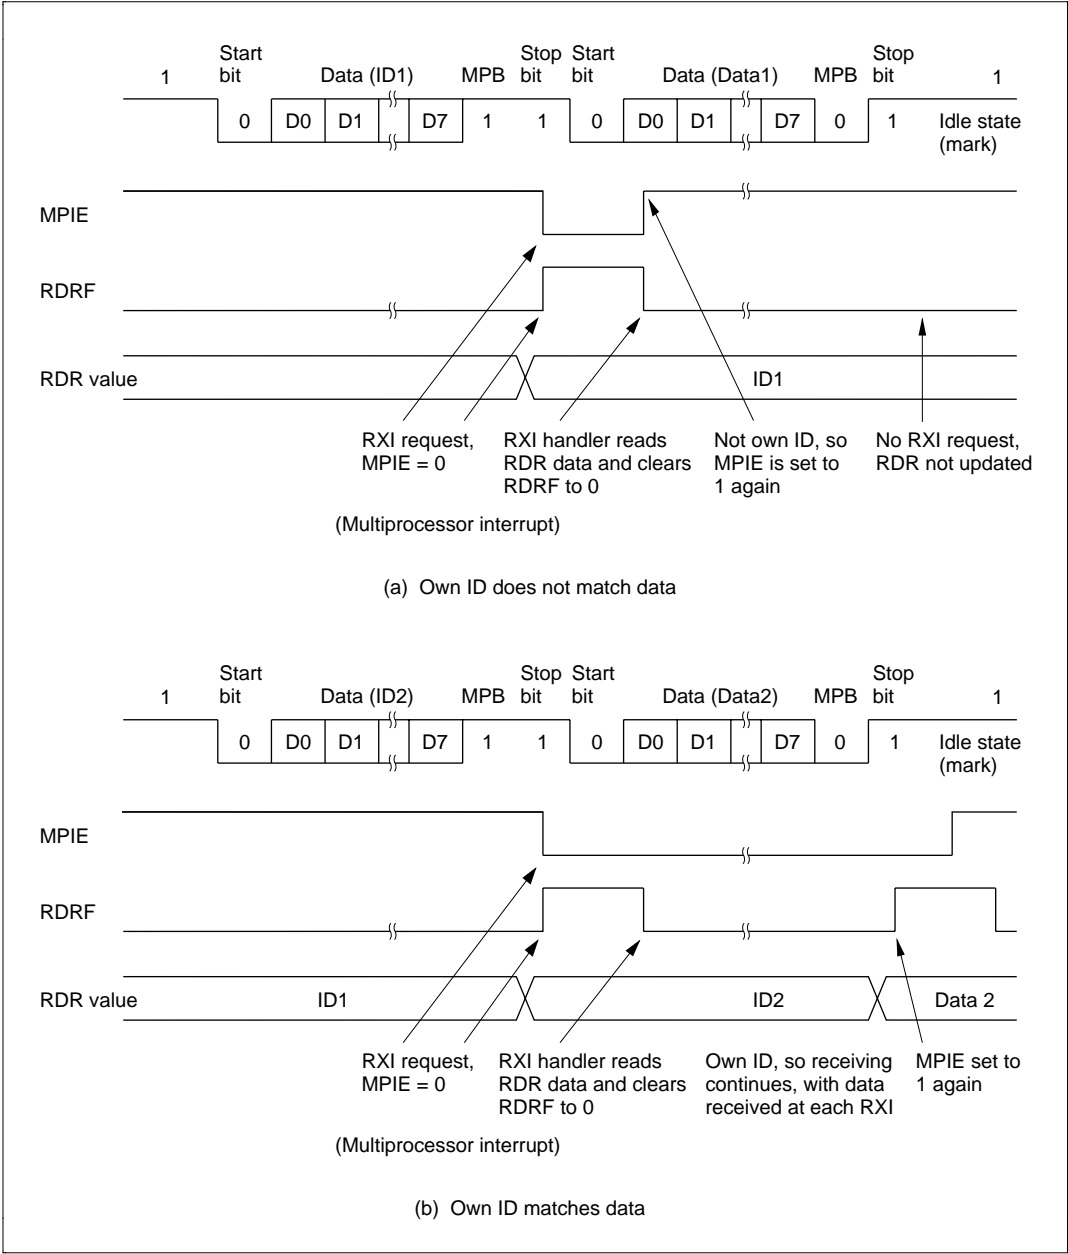 Start Stop Start Stop
1 bit Data (ID1) MPB bit bit Data (Data1) MPB bit 1
0 D0 D1 D7 1 1 0 D0 D1 D7 0 1 Idle state
(mark)
MPIE
RDRF
RDR value ID1
RXI request,
MPIE = 0
RXI handler reads
RDR data and clears
RDRF to 0
Not own ID, so
MPIE is set to
1 again
No RXI request,
RDR not updated
(Multiprocessor interrupt)
(a) Own ID does not match data
Start Stop Start Stop
1 bit Data (ID2) MPB bit bit Data (Data2) MPB bit 1
0 D0 D1 D7 1 1 0 D0 D1 D7 0 1 Idle state
(mark)
MPIE
RDRF
RDR value ID1 ID2 Data 2
RXI request,
MPIE = 0
RXI handler reads
RDR data and clears
RDRF to 0
Own ID, so receiving
continues, with data
received at each RXI
MPIE set to
1 again
(Multiprocessor interrupt)
(b) Own ID matches data